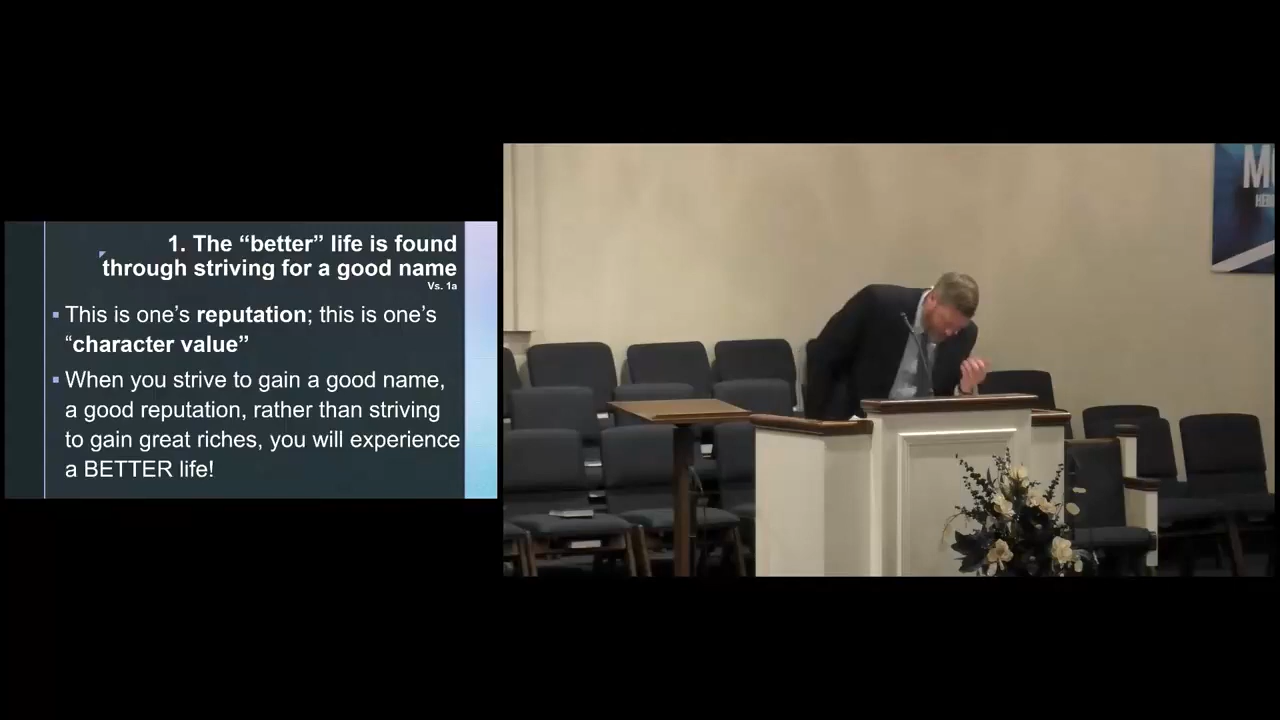 1. The “better” life is found
through striving for a good name
Vs. 1a
▪ This is one’s reputation; this is one’s
“character value”
▪ When you strive to gain a good name,
a good reputation, rather than striving
to gain great riches, you will experience
a BETTER life!